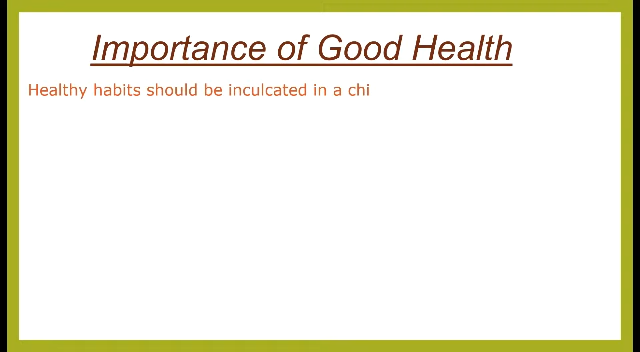 Importance of Good Health
Healthy habits should be inculcated in a chi